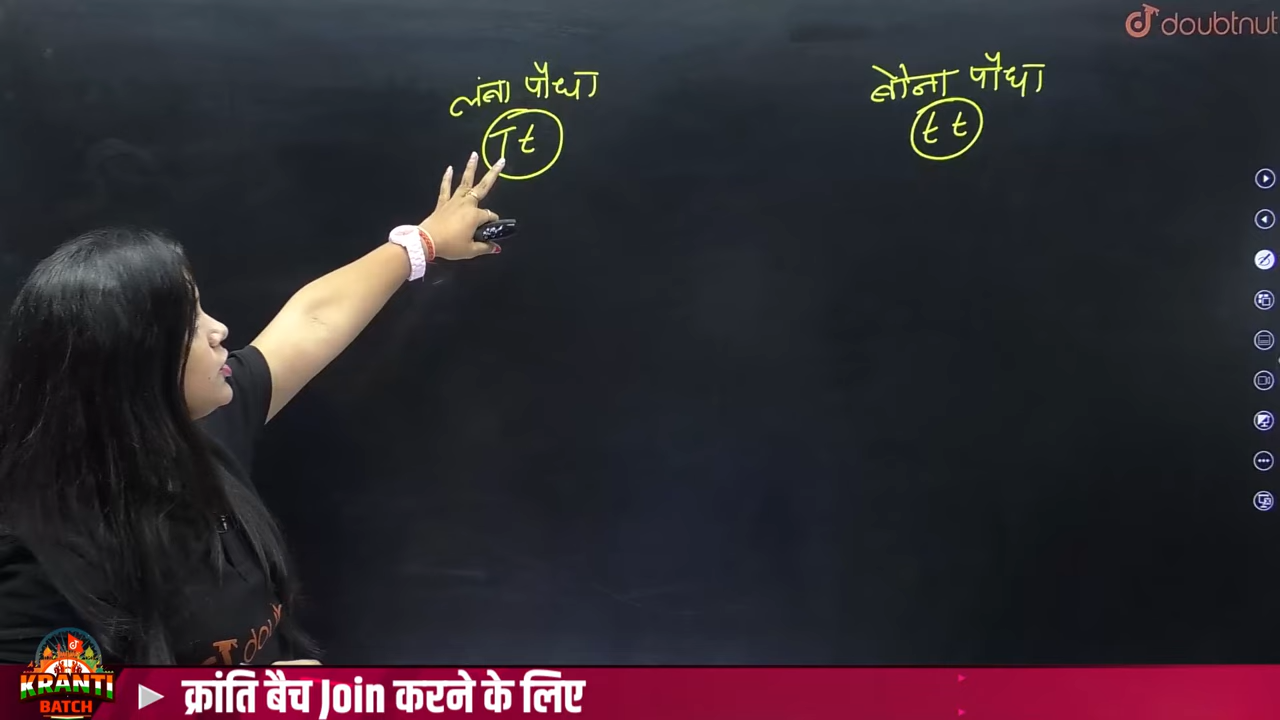 doubtnut
लंबा पौधा
बौना पौधा
Tt
tt
KRANTI
BATCH
क्रांति बैच Join करने के लिए